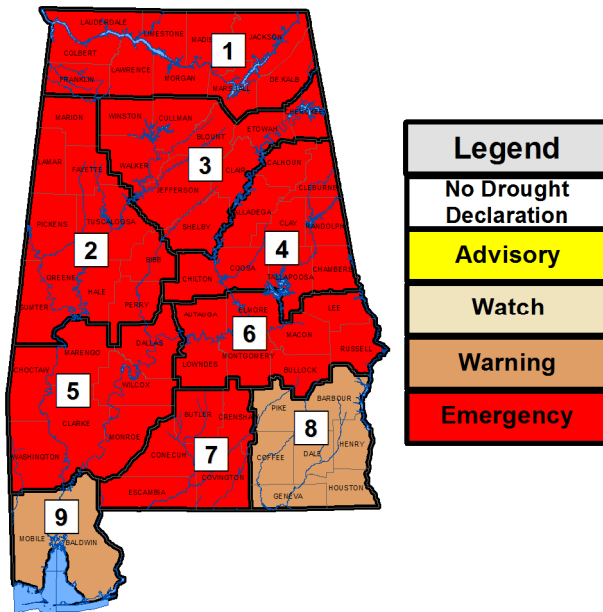 LAUDERDALE
LIMESTONE
JACKSON
COLBERT
1
FRANKLIN
LAWRENCE
MORGAN
MARSHALL
DE KALB
CHEROKEE
MARION
WINSTON
CULLMAN
ETOWAH
BLOUNT
FAYETTE
WALKER
3
CALHOUN
LAMAR
JEFFERSON
CLEBURNE
PICKENS
TUSCALOOSA
SHELBY
CLAY
RANDOLPH
2
4
BIBB
GREENE
HALE
CHILTON
COOSA
TALLAPOOSA
CHAMBERS
SUMTER
PERRY
AUTAUGA
ELMORE
LEE
6
MACON
DALLAS
MARENGO
CHOCTAW
LOWNDES
MONTGOMERY
RUSSELL
5
WILCOX
BULLOCK
CLARKE
BUTLER
CRENSHAW
PIKE
BARBOUR
MONROE
8
7
HENRY
WASHINGTON
CONECUH
COFFEE
DALE
COVINGTON
HOUSTON
ESCAMBIA
GENEVA
9
MOBILE
BALDWIN
Legend
No Drought
Declaration
Advisory
Watch
Warning
Emergency